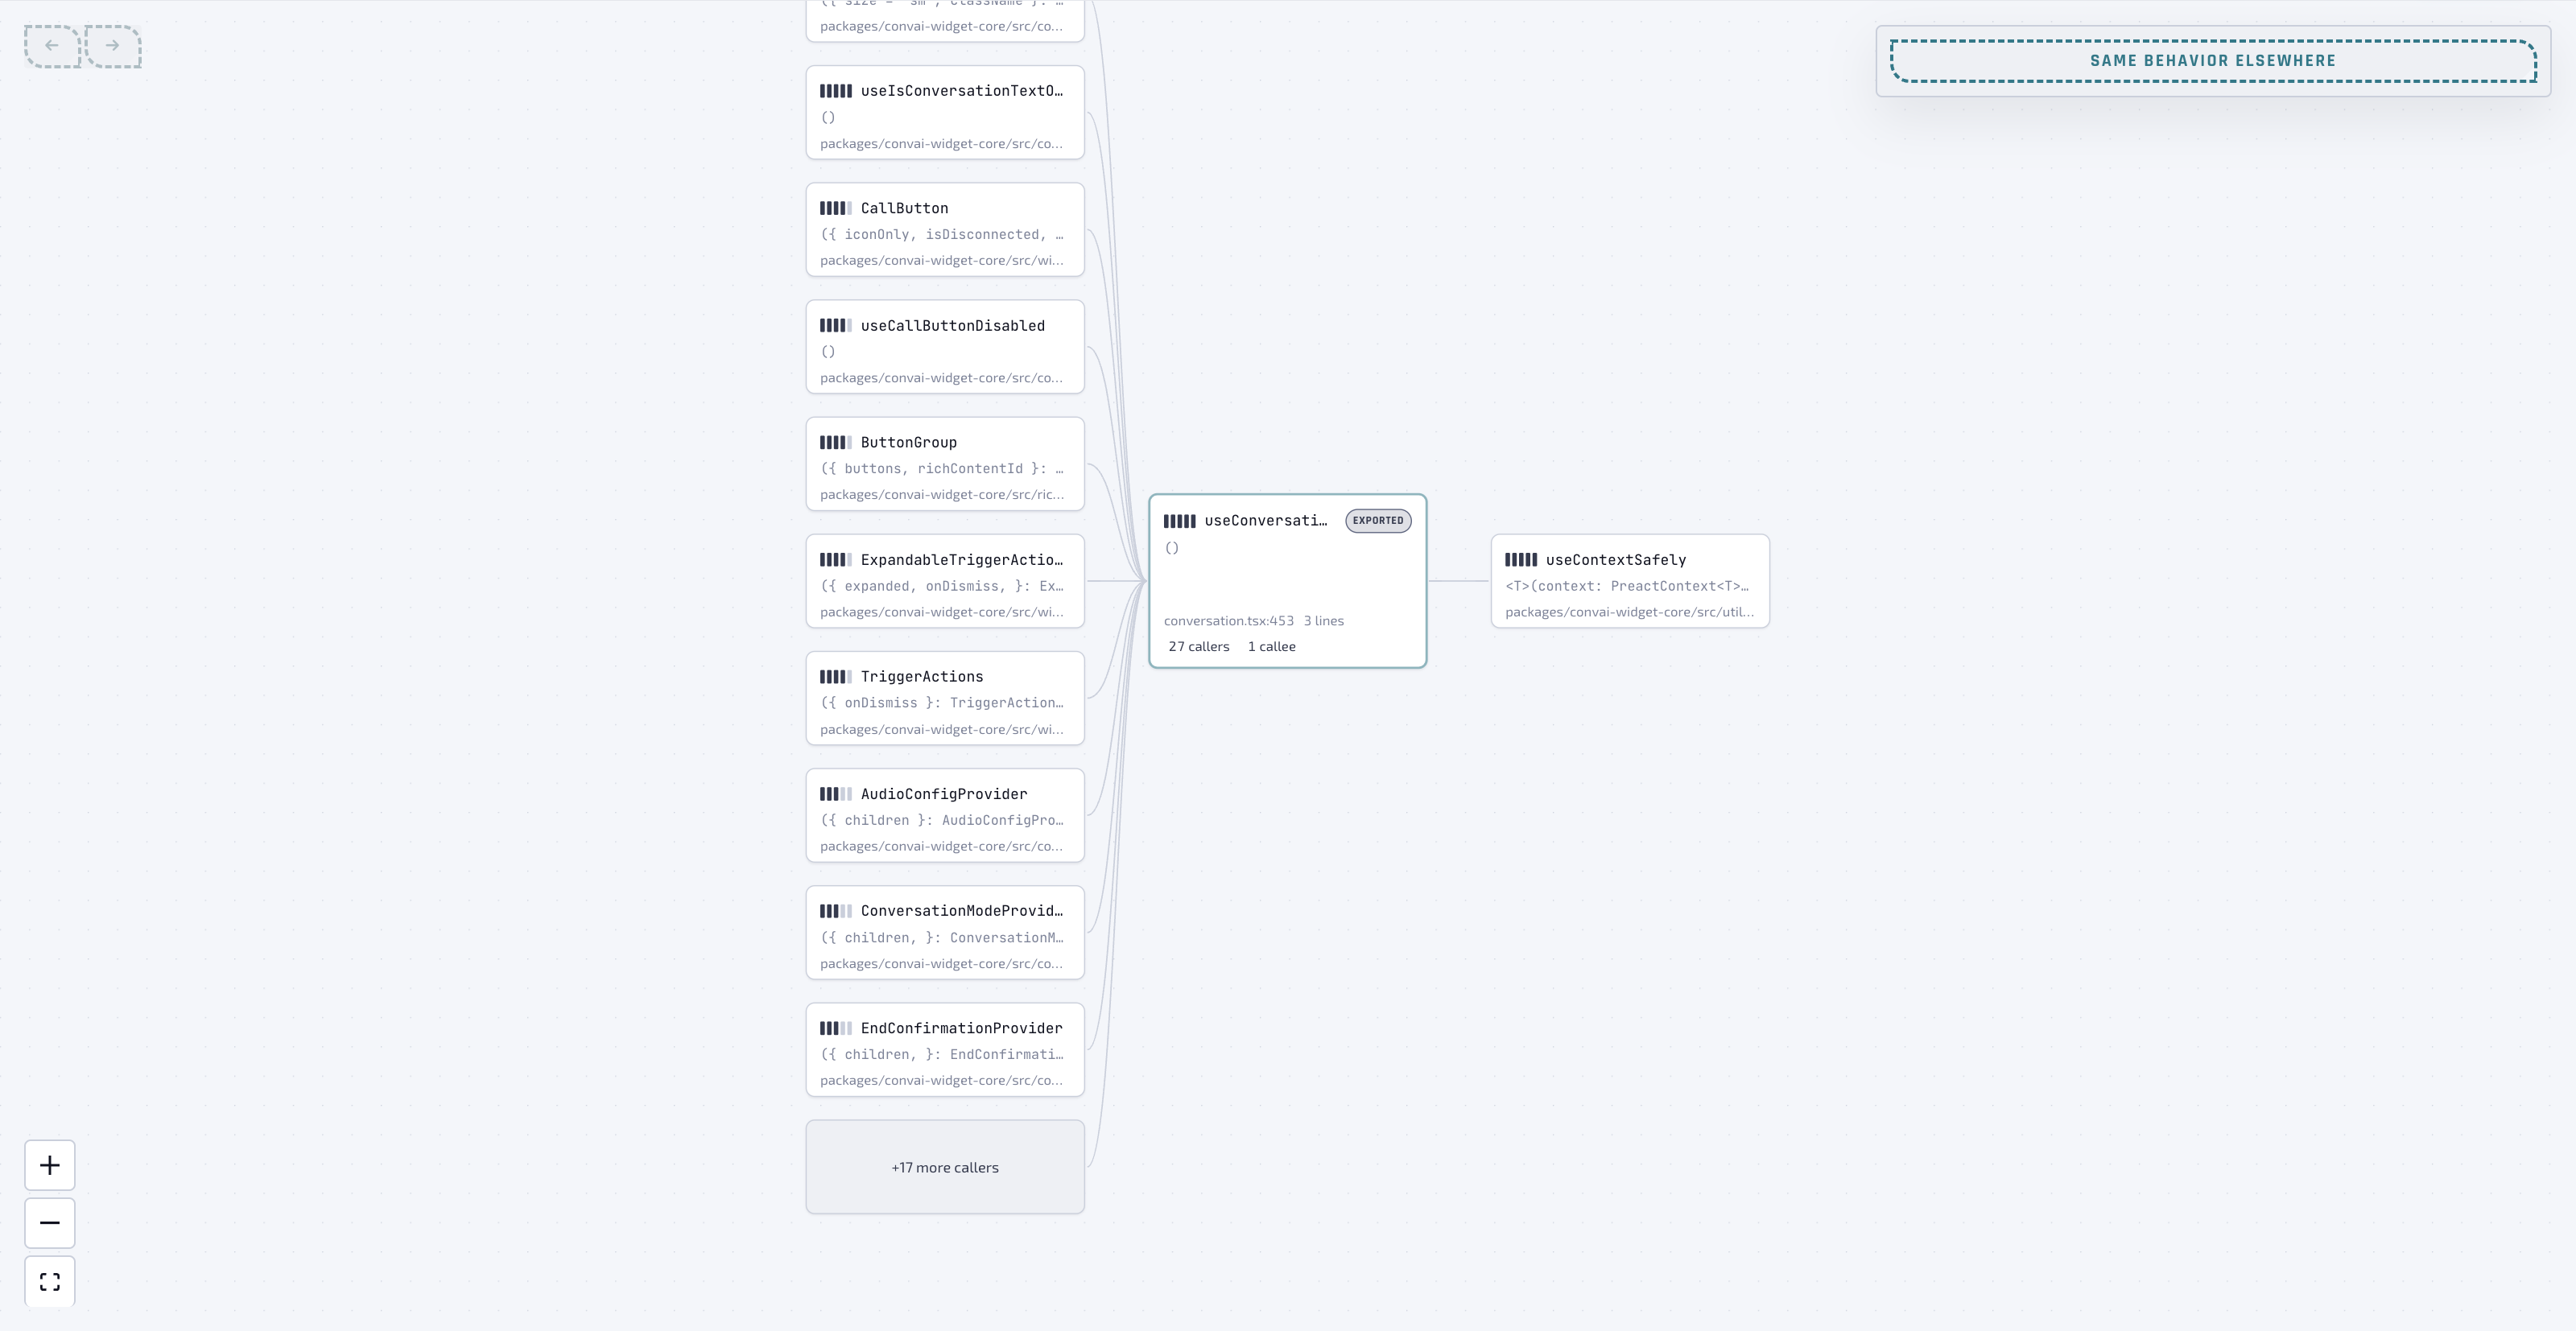 ({ size = "sm", className }: …
packages/convai-widget-core/src/co…
SAME BEHAVIOR ELSEWHERE
useIsConversationTextO…
()
packages/convai-widget-core/src/co…
CallButton
({ iconOnly, isDisconnected, …
packages/convai-widget-core/src/wi…
useCallButtonDisabled
()
packages/convai-widget-core/src/co…
ButtonGroup
({ buttons, richContentId }: …
packages/convai-widget-core/src/ric…
ExpandableTriggerActio…
({ expanded, onDismiss, }: Ex…
packages/convai-widget-core/src/wi…
TriggerActions
({ onDismiss }: TriggerAction…
packages/convai-widget-core/src/wi…
AudioConfigProvider
({ children }: AudioConfigPro…
packages/convai-widget-core/src/co…
ConversationModeProvid…
({ children, }: ConversationM…
packages/convai-widget-core/src/co…
EndConfirmationProvider
({ children, }: EndConfirmati…
packages/convai-widget-core/src/co…
+17 more callers
useConversati… EXPORTED
()
conversation.tsx:453 3 lines
27 callers 1 callee
useContextSafely
<T>(context: PreactContext<T>…
packages/convai-widget-core/src/util…